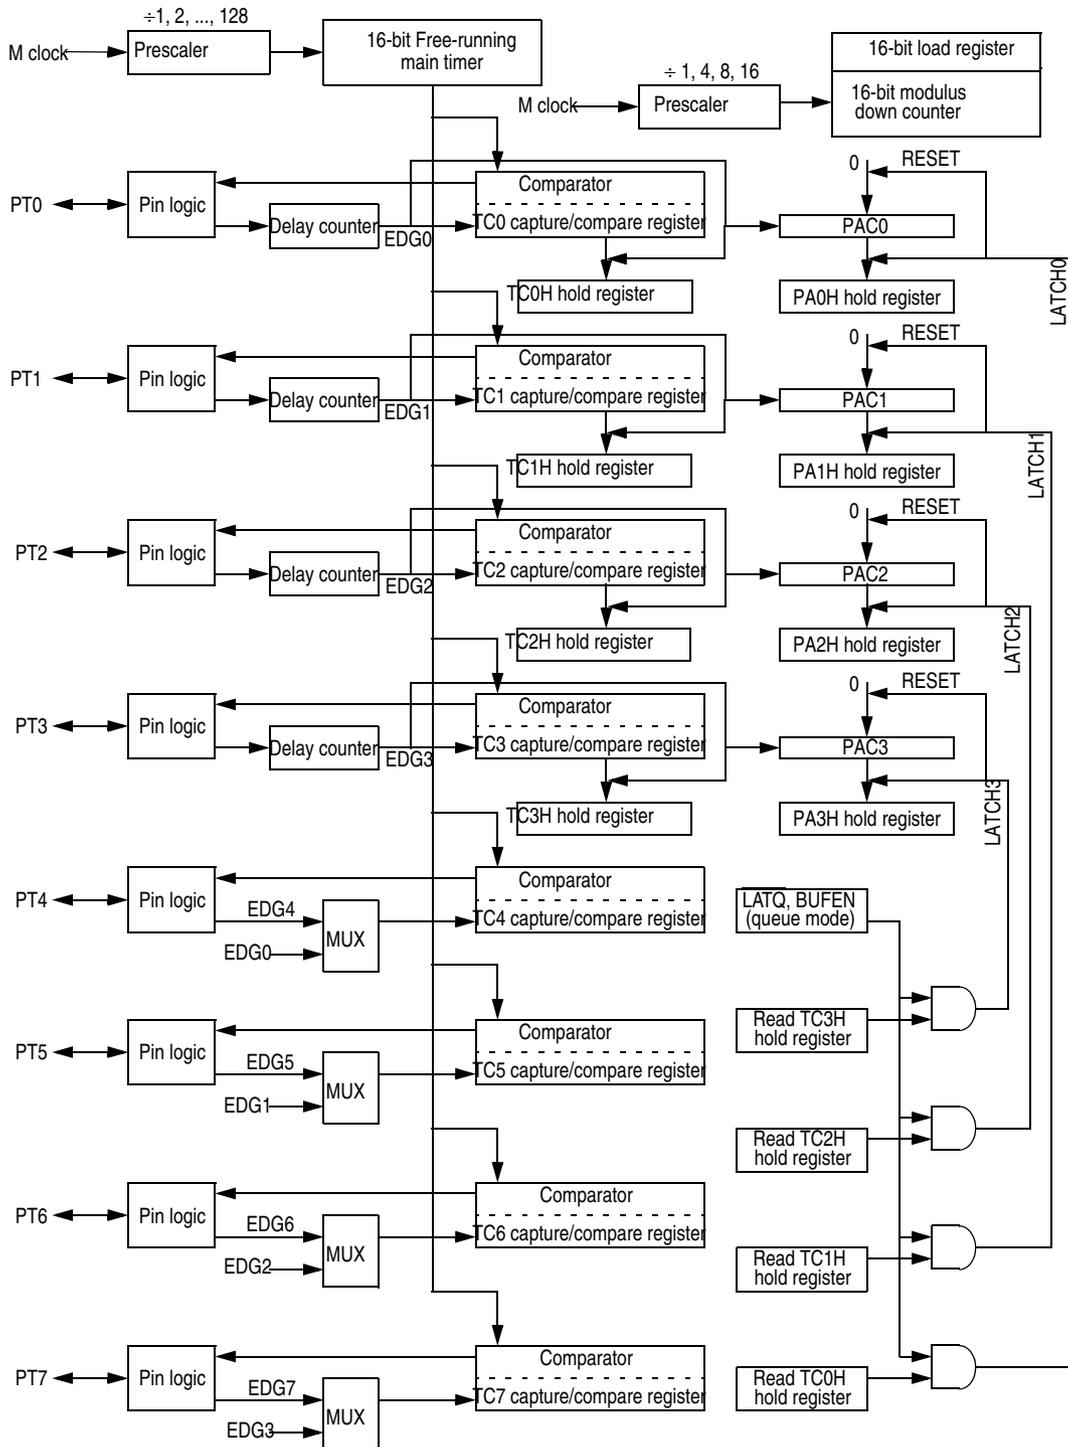 ÷1, 2, ..., 128
M clock
Prescaler
16-bit Free-running
main timer
÷ 1, 4, 8, 16
M clock
Prescaler
16-bit load register
16-bit modulus
down counter
PT0
Pin logic
Delay counter
EDG0
Comparator
TC0 capture/compare register
TC0H hold register
0
RESET
PAC0
PA0H hold register
LATCH0
PT1
Pin logic
Delay counter
EDG1
Comparator
TC1 capture/compare register
TC1H hold register
0
RESET
PAC1
PA1H hold register
LATCH1
PT2
Pin logic
Delay counter
EDG2
Comparator
TC2 capture/compare register
TC2H hold register
0
RESET
PAC2
PA2H hold register
LATCH2
PT3
Pin logic
Delay counter
EDG3
Comparator
TC3 capture/compare register
TC3H hold register
0
RESET
PAC3
PA3H hold register
LATCH3
PT4
Pin logic
EDG4
EDG0
MUX
Comparator
TC4 capture/compare register
LATQ, BUFEN
(queue mode)
Read TC3H
hold register
PT5
Pin logic
EDG5
EDG1
MUX
Comparator
TC5 capture/compare register
Read TC2H
hold register
PT6
Pin logic
EDG6
EDG2
MUX
Comparator
TC6 capture/compare register
Read TC1H
hold register
PT7
Pin logic
EDG7
EDG3
MUX
Comparator
TC7 capture/compare register
Read TC0H
hold register